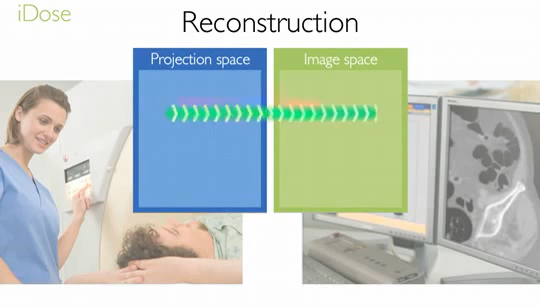 iDose
Reconstruction
Projection space
Image space